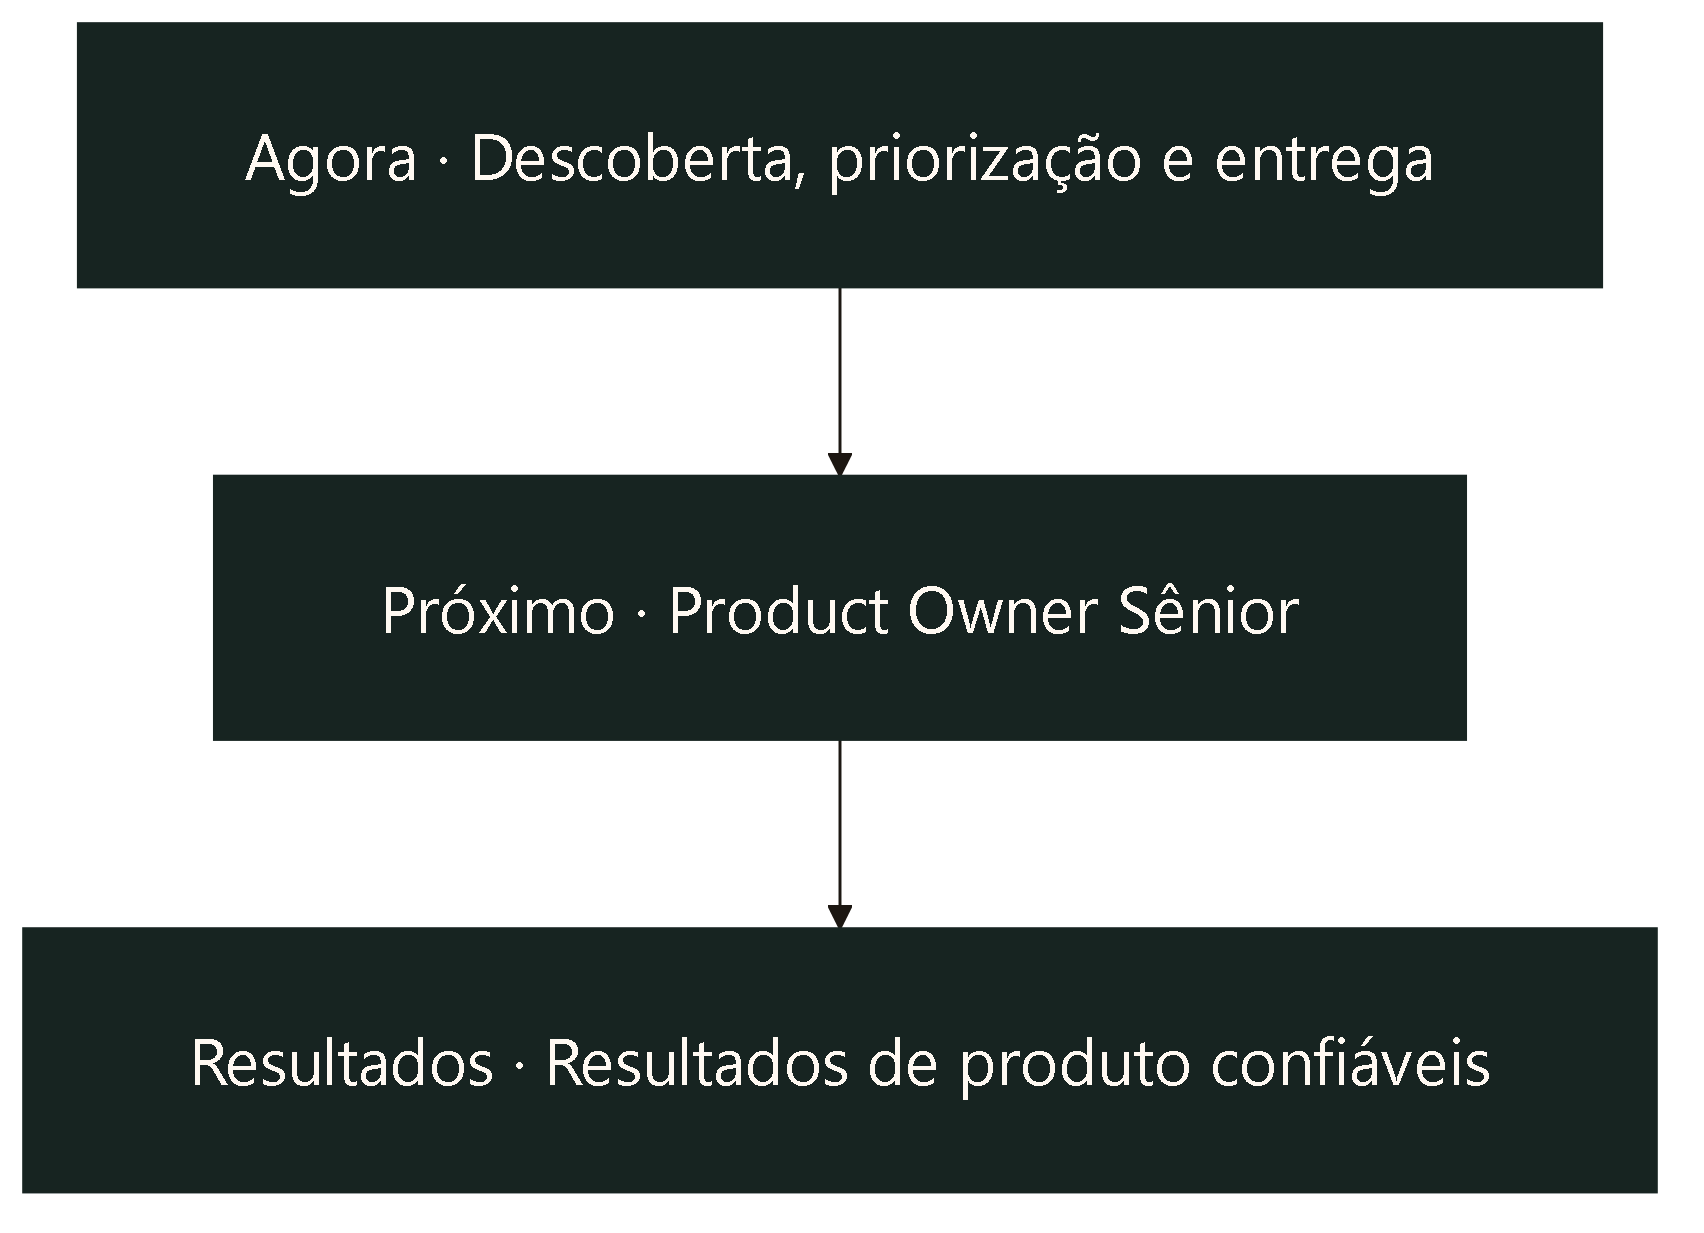 Agora · Descoberta, priorização e entrega
Próximo · Product Owner Sênior
Resultados · Resultados de produto confiáveis